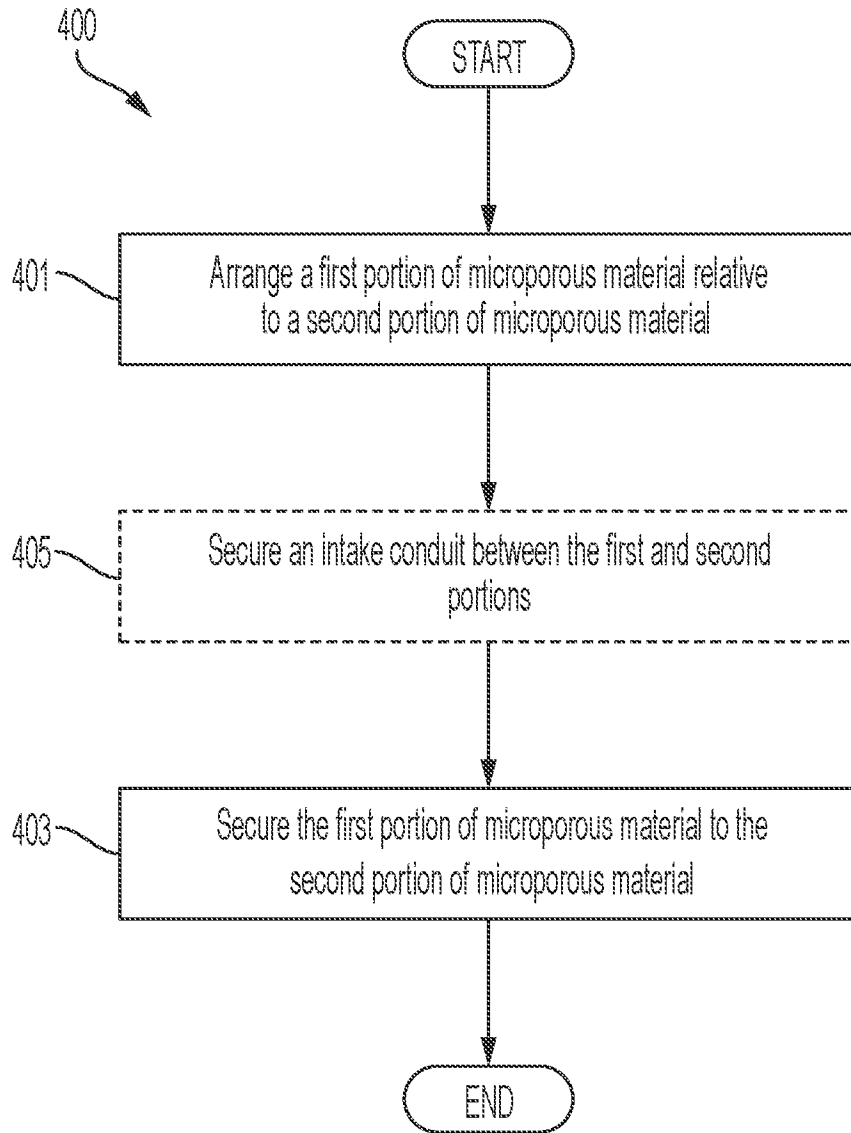 400
START
401
Arrange a first portion of microporous material relative
to a second portion of microporous material
405
Secure an intake conduit between the first and second
portions
403
Secure the first portion of microporous material to the
second portion of microporous material
END